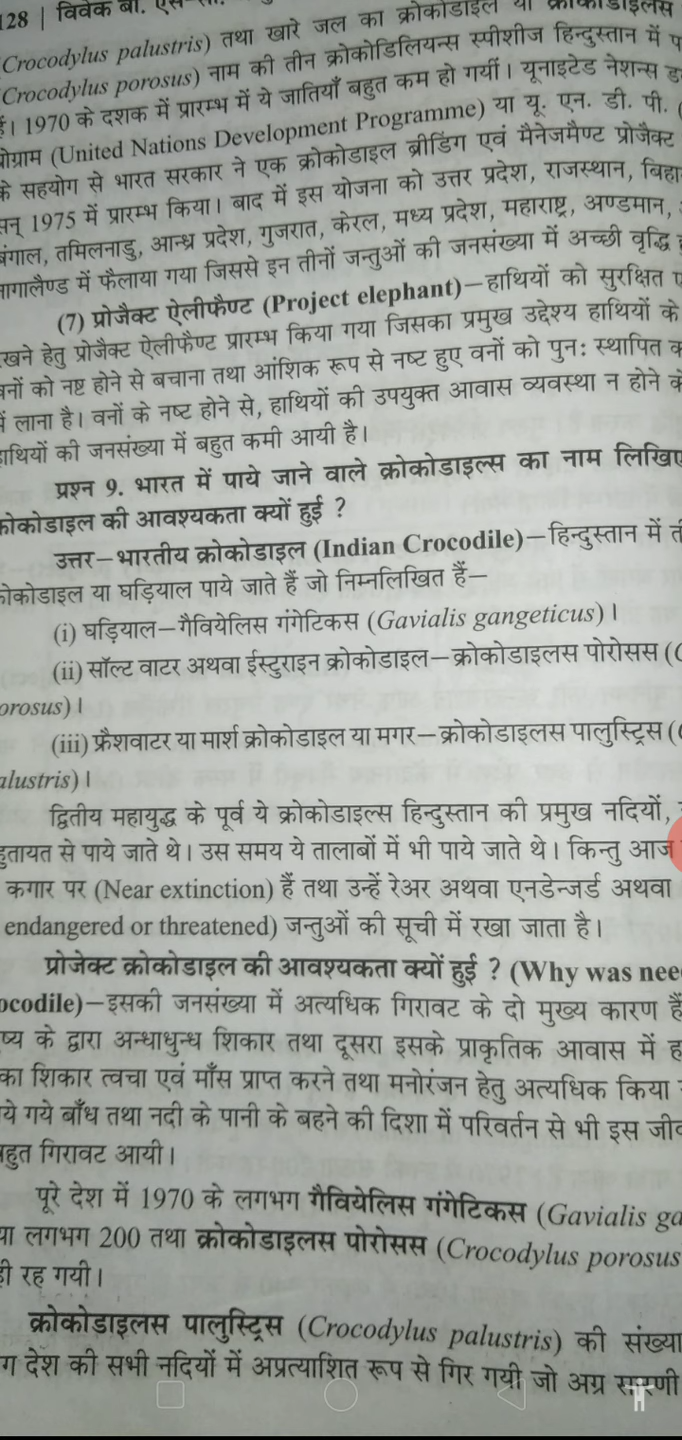 128 | विवेक बी. एस-सी.
(Crocodylus palustris) तथा खारे जल का क्रोकोडाइल या क्रोकोडाइलस
(Crocodylus porosus) नाम की तीन क्रोकोडिलियन्स स्पीशीज हिन्दुस्तान में
हैं। 1970 के दशक में प्रारम्भ में ये जातियाँ बहुत कम हो गयीं। यूनाइटेड नेशन्स
प्रोग्राम (United Nations Development Programme) या यू. एन. डी. पी. (
के सहयोग से भारत सरकार ने एक क्रोकोडाइल ब्रीडिंग एवं मैनेजमैण्ट प्रोजैक्ट
सन् 1975 में प्रारम्भ किया। बाद में इस योजना को उत्तर प्रदेश, राजस्थान, बिहा
बंगाल, तमिलनाडु, आन्ध्र प्रदेश, गुजरात, केरल, मध्य प्रदेश, महाराष्ट्र, अण्डमान,
नागालैण्ड में फैलाया गया जिससे इन तीनों जन्तुओं की जनसंख्या में अच्छी वृद्धि
(7) प्रोजैक्ट ऐलीफैण्ट (Project elephant)–हाथियों को सुरक्षित
रखने हेतु प्रोजैक्ट ऐलीफैण्ट प्रारम्भ किया गया जिसका प्रमुख उद्देश्य हाथियों के
वनों को नष्ट होने से बचाना तथा आंशिक रूप से नष्ट हुए वनों को पुनः स्थापित क
में लाना है। वनों के नष्ट होने से, हाथियों की उपयुक्त आवास व्यवस्था न होने के
हाथियों की जनसंख्या में बहुत कमी आयी है।
प्रश्न 9. भारत में पाये जाने वाले क्रोकोडाइल्स का नाम लिखिए
क्रोकोडाइल की आवश्यकता क्यों हुई ?
उत्तर–भारतीय क्रोकोडाइल (Indian Crocodile)–हिन्दुस्तान में ती
क्रोकोडाइल या घड़ियाल पाये जाते हैं जो निम्नलिखित हैं–
(i) घड़ियाल–गैवियेलिस गंगेटिकस (Gavialis gangeticus) ।
(ii) सॉल्ट वाटर अथवा ईस्टुराइन क्रोकोडाइल–क्रोकोडाइलस पोरोसस (C
orosus) ।
(iii) फ्रैशवाटर या मार्श क्रोकोडाइल या मगर–क्रोकोडाइलस पालुस्ट्रिस (
alustris) ।
द्वितीय महायुद्ध के पूर्व ये क्रोकोडाइल्स हिन्दुस्तान की प्रमुख नदियों,
हुतायत से पाये जाते थे। उस समय ये तालाबों में भी पाये जाते थे। किन्तु आज
कगार पर (Near extinction) हैं तथा उन्हें रेअर अथवा एनडेन्जर्ड अथवा
endangered or threatened) जन्तुओं की सूची में रखा जाता है।
प्रोजेक्ट क्रोकोडाइल की आवश्यकता क्यों हुई ? (Why was nee
ocodile)–इसकी जनसंख्या में अत्यधिक गिरावट के दो मुख्य कारण हैं
ष्य के द्वारा अन्धाधुन्ध शिकार तथा दूसरा इसके प्राकृतिक आवास में ह
का शिकार त्वचा एवं माँस प्राप्त करने तथा मनोरंजन हेतु अत्यधिक किया
ये गये बाँध तथा नदी के पानी के बहने की दिशा में परिवर्तन से भी इस जीव
बहुत गिरावट आयी।
पूरे देश में 1970 के लगभग गैवियेलिस गंगेटिकस (Gavialis ga
या लगभग 200 तथा क्रोकोडाइलस पोरोसस (Crocodylus porosus
ही रह गयी।
क्रोकोडाइलस पालुस्ट्रिस (Crocodylus palustris) की संख्या
ग देश की सभी नदियों में अप्रत्याशित रूप से गिर गयी जो अग्र सारणी